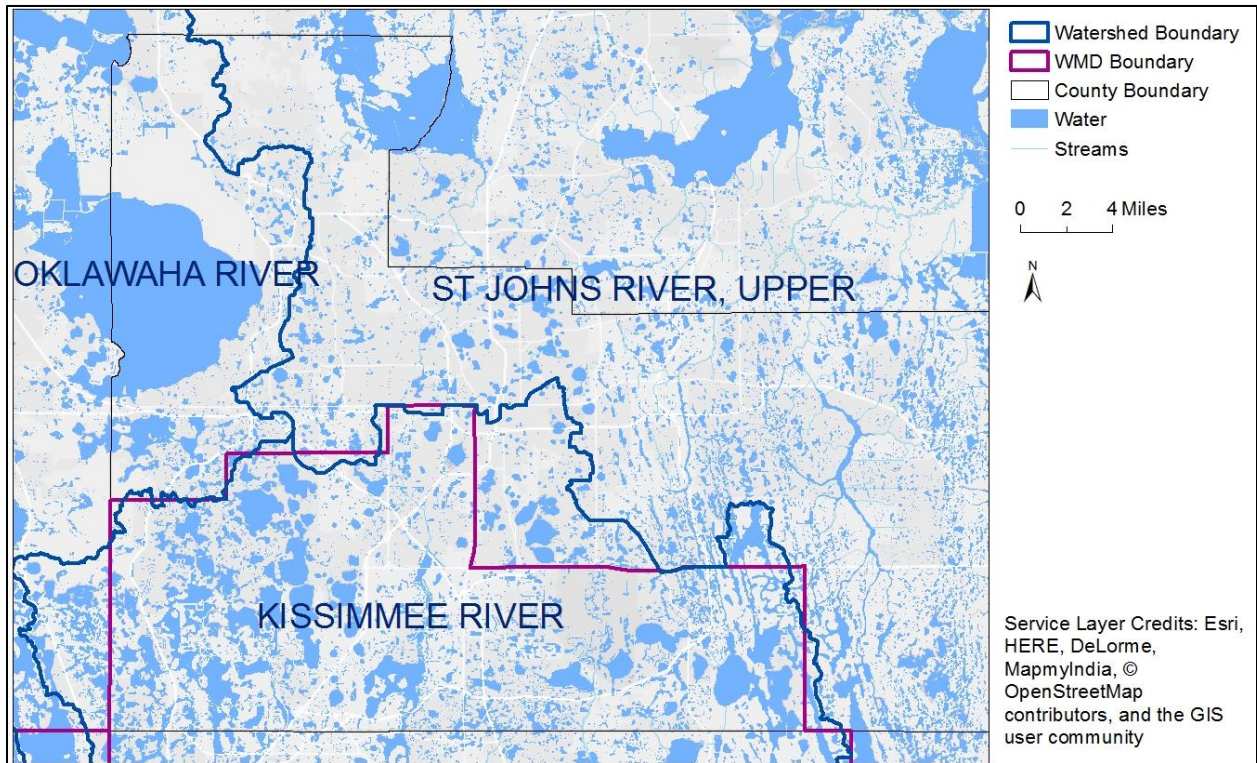 OKLAWAHA RIVER
ST JOHNS RIVER, UPPER
KISSIMMEE RIVER
Watershed Boundary
WMD Boundary
County Boundary
Water
Streams
0 2 4 Miles
N
Service Layer Credits: Esri,
HERE, DeLorme,
MapmyIndia, ©
OpenStreetMap
contributors, and the GIS
user community